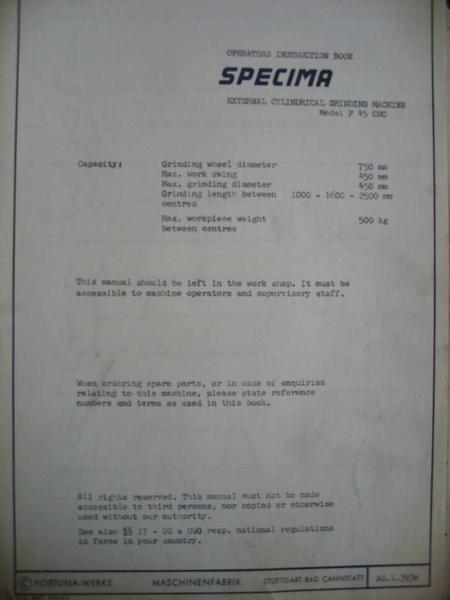 OPERATORS INSTRUCTION BOOK
SPECIMA
EXTERNAL CYLINDRICAL GRINDING MACHINE
Model F 45 CNC
Capacity: Grinding wheel diameter 750 mm
Max. work swing 450 mm
Max. grinding diameter 450 mm
Grinding length between 1000 - 1600 - 2500 mm
centres
Max. workpiece weight 500 kg
between centres
This manual should be left in the work shop. It must be
accessible to machine operators and supervisory staff.
When ordering spare parts, or in case of enquiries
relating to this machine, please state reference
numbers and terms as used in this book.
All rights reserved. This manual must not be made
accessible to third persons, nor copied or otherwise
used without our authority.
See also §§ 17 - 20 a UWG resp. national regulations
in force in your country.
© FORTUNA-WERKE MASCHINENFABRIK STUTTGART-BAD CANNSTATT